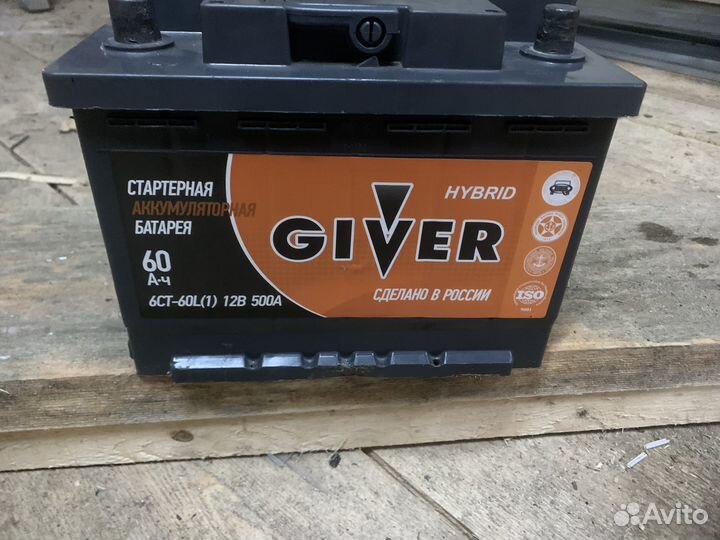 СТАРТЕРНАЯ
АККУМУЛЯТОРНАЯ
БАТАРЕЯ
60
А·ч
6СТ-60L(1) 12В 500А
HYBRID
GIVER
СДЕЛАНО В РОССИИ
ISO
Avito